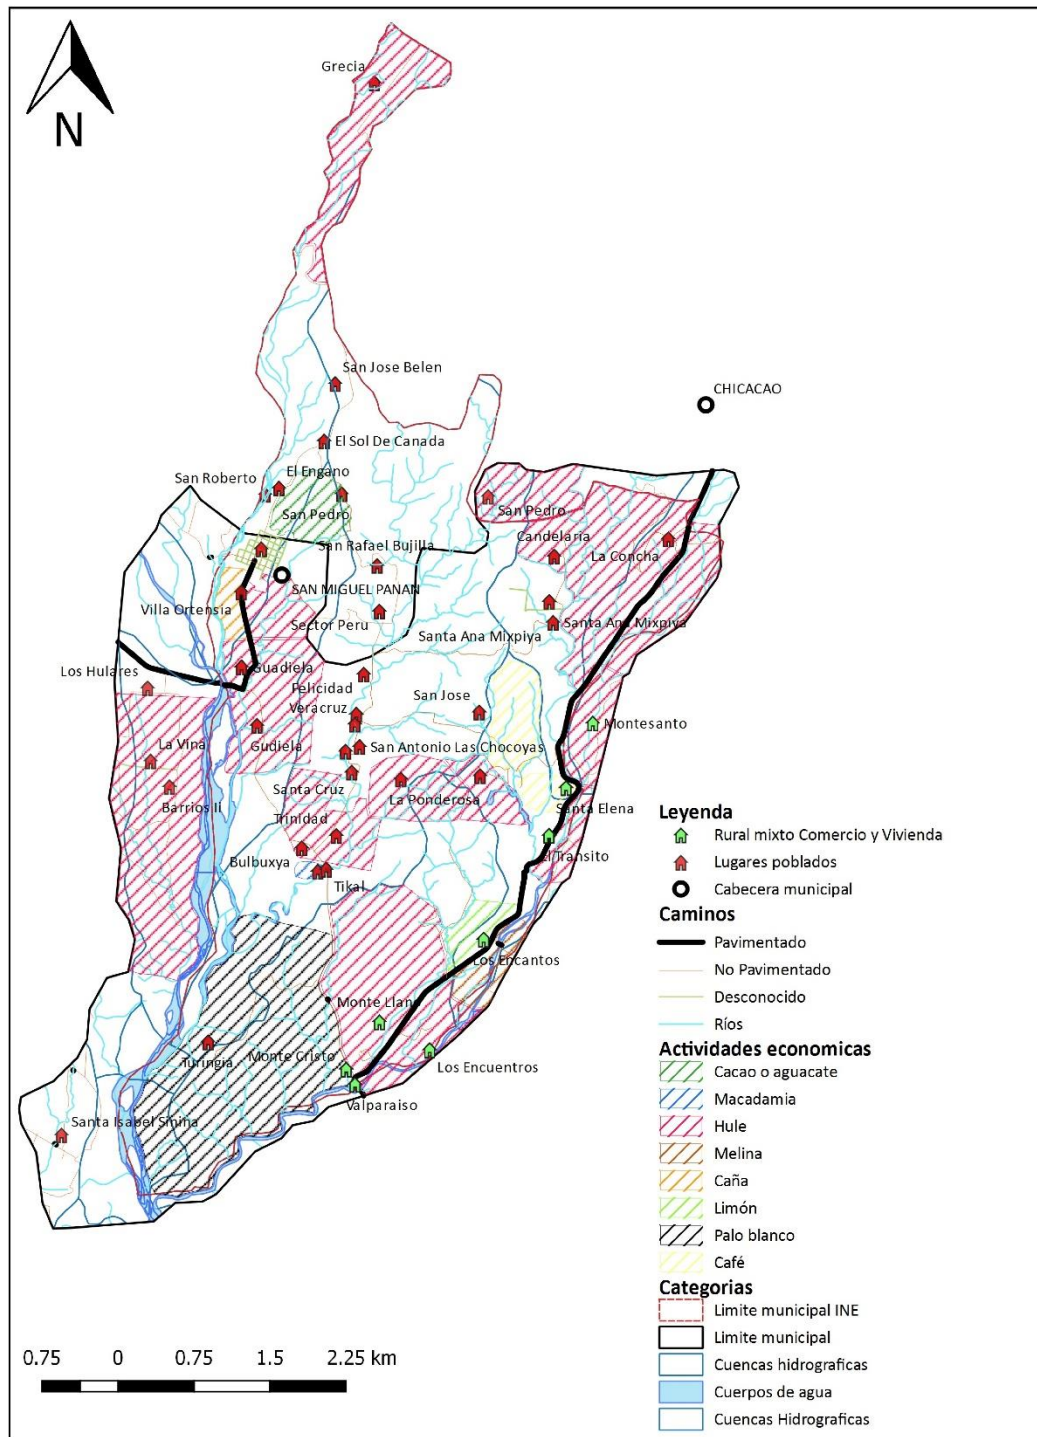 N
Grecia
San Jose Belen
CHICACAO
El Sol De Canada
San Roberto
El Engano
San Pedro
San Pedro
Candelaria
La Concha
San Rafael Bujilla
SAN MIGUEL PANAN
Villa Ortensia
Sector Peru
Santa Ana Mixpiya
Santa Ana Mixpiya
Los Hulares
Guadiela
Felicidad
San Jose
Veracruz
Montesanto
La Vina
Gudiela
San Antonio Las Chocoyas
Barrios Ii
Santa Cruz
La Ponderosa
Santa Elena
Trinidad
El Transito
Bulbuxya
Tikal
Los Encantos
Monte Llano
Turingia
Monte Cristo
Los Encuentros
Valparaiso
Santa Isabel Sinina
Leyenda
Rural mixto Comercio y Vivienda
Lugares poblados
Cabecera municipal
Caminos
Pavimentado
No Pavimentado
Desconocido
Ríos
Actividades economicas
Cacao o aguacate
Macadamia
Hule
Melina
Caña
Limón
Palo blanco
Café
Categorias
Limite municipal INE
Limite municipal
Cuencas hidrograficas
Cuerpos de agua
Cuencas Hidrograficas
0.75 0 0.75 1.5 2.25 km